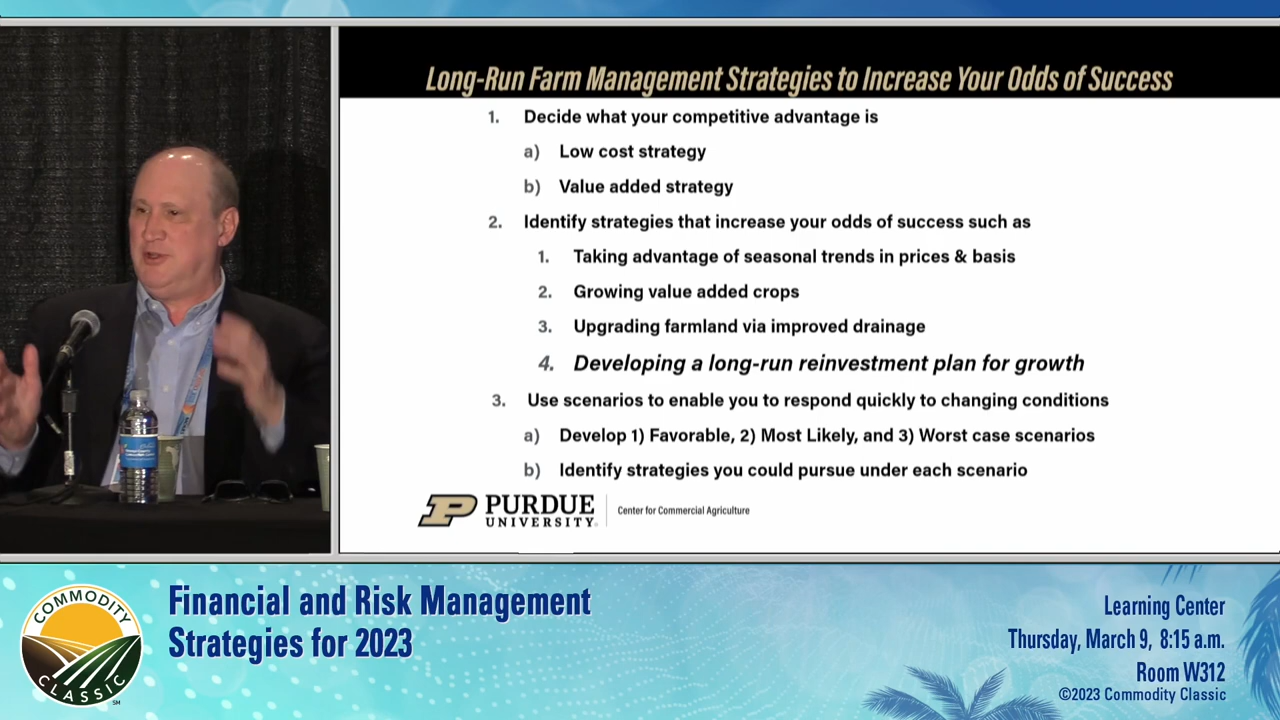 Long-Run Farm Management Strategies to Increase Your Odds of Success
1. Decide what your competitive advantage is
a) Low cost strategy
b) Value added strategy
2. Identify strategies that increase your odds of success such as
1. Taking advantage of seasonal trends in prices & basis
2. Growing value added crops
3. Upgrading farmland via improved drainage
4. Developing a long-run reinvestment plan for growth
3. Use scenarios to enable you to respond quickly to changing conditions
a) Develop 1) Favorable, 2) Most Likely, and 3) Worst case scenarios
b) Identify strategies you could pursue under each scenario
P PURDUE
UNIVERSITY®
Center for Commercial Agriculture
COMMODITY
CLASSIC
SM
Financial and Risk Management
Strategies for 2023
Learning Center
Thursday, March 9, 8:15 a.m.
Room W312
©2023 Commodity Classic